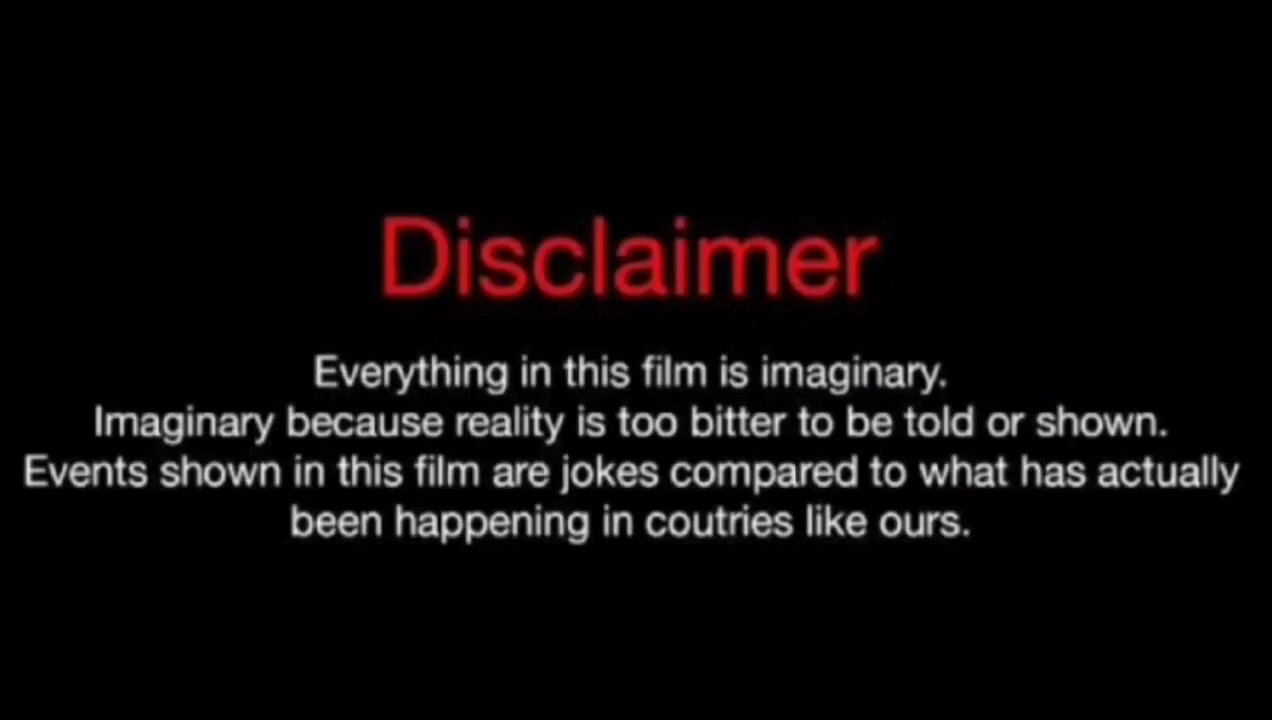 Disclaimer
Everything in this film is imaginary.
Imaginary because reality is too bitter to be told or shown.
Events shown in this film are jokes compared to what has actually
been happening in coutries like ours.